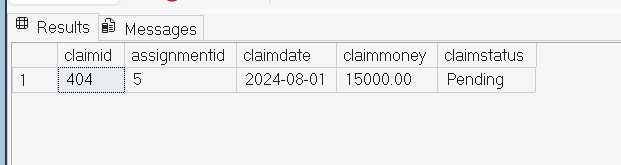 Results Messages
claimid assignmentid claimdate claimmoney claimstatus
1 404 5 2024-08-01 15000.00 Pending